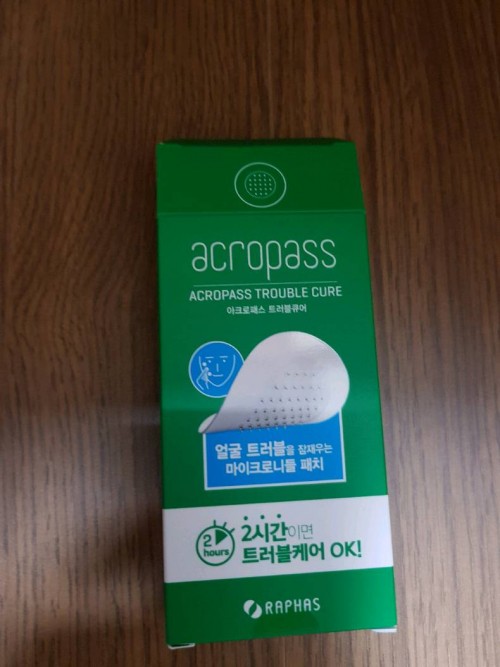 acropass
ACROPASS TROUBLE CURE
아크로패스 트러블큐어
얼굴 트러블을 잠재우는
마이크로니들 패치
2 hours
2시간이면
트러블케어 OK!
RAPHAS